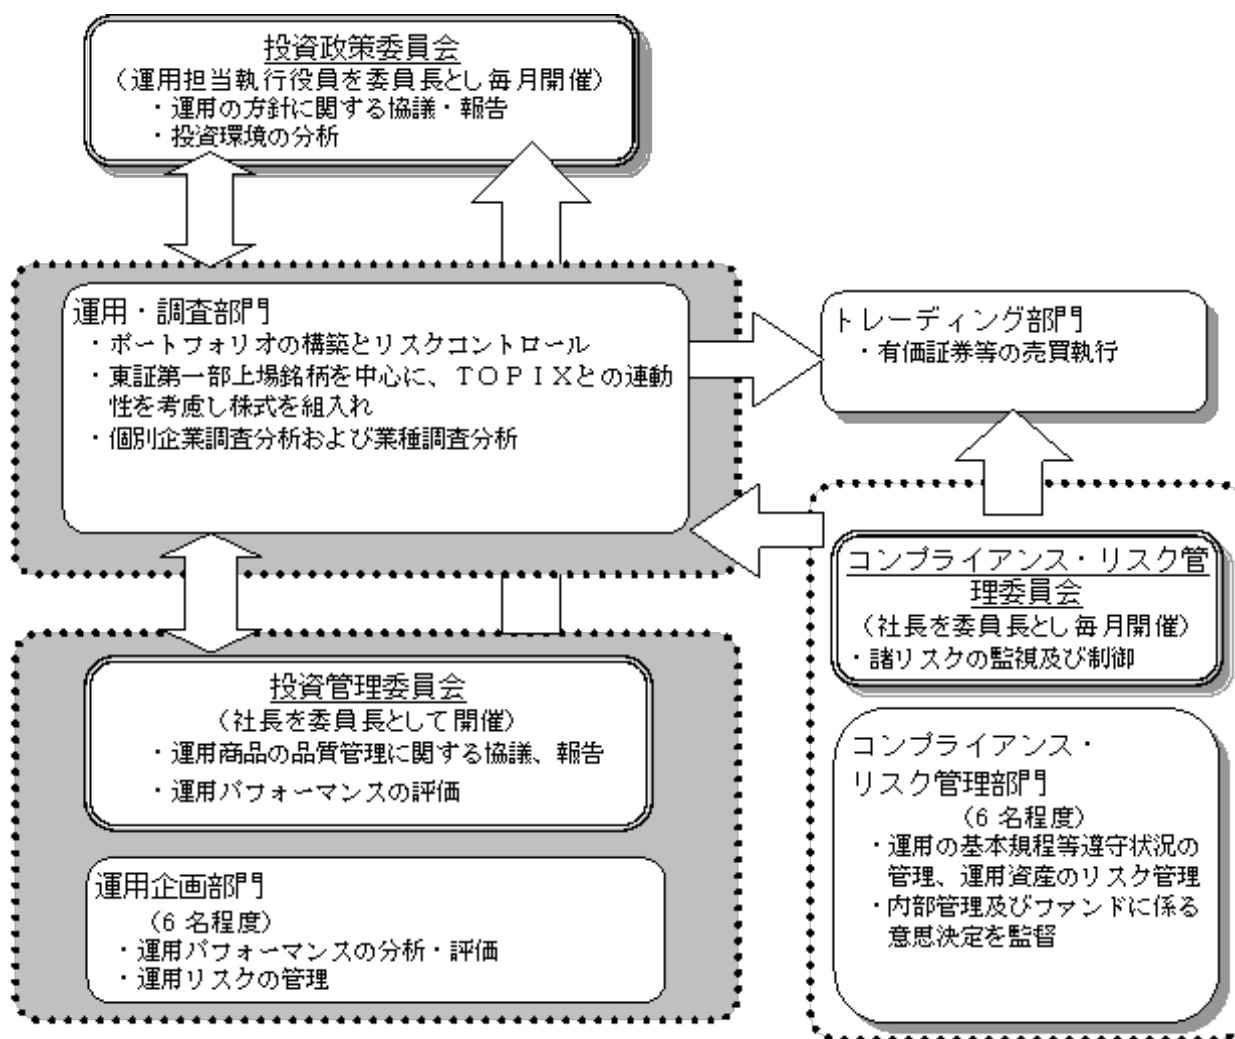 投資政策委員会
（運用担当執行役員を委員長とし毎月開催）
・運用の方針に関する協議・報告
・投資環境の分析
運用・調査部門
・ポートフォリオの構築とリスクコントロール
・東証第一部上場銘柄を中心に、ＴＯＰＩＸとの連動
性を考慮し株式を組入れ
・個別企業調査分析および業種調査分析
トレーディング部門
・有価証券等の売買執行
コンプライアンス・リスク管
理委員会
（社長を委員長とし毎月開催）
・諸リスクの監視及び制御
投資管理委員会
（社長を委員長として開催）
・運用商品の品質管理に関する協議、報告
・運用パフォーマンスの評価
コンプライアンス・
リスク管理部門
（6 名程度）
・運用の基本規程等遵守状況の
管理、運用資産のリスク管理
・内部管理及びファンドに係る
意思決定を監督
運用企画部門
（6 名程度）
・運用パフォーマンスの分析・評価
・運用リスクの管理